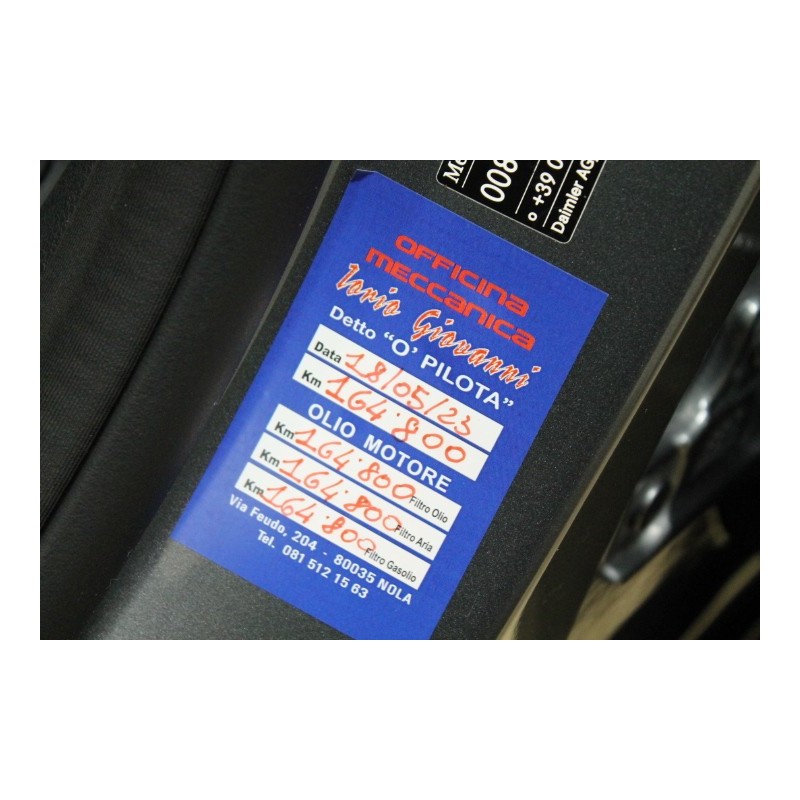 008
o +39 0
Daimler AG,
OFFICINA
MECCANICA
Iorio Giovanni
Detto "O' PILOTA"
Data 18/05/23
Km 164.800
OLIO MOTORE
Km 164.800 Filtro Olio
Km 164.800 Filtro Aria
Km 164.800 Filtro Gasolio
Via Feudo, 204 - 80035 NOLA
Tel. 081 512 15 63